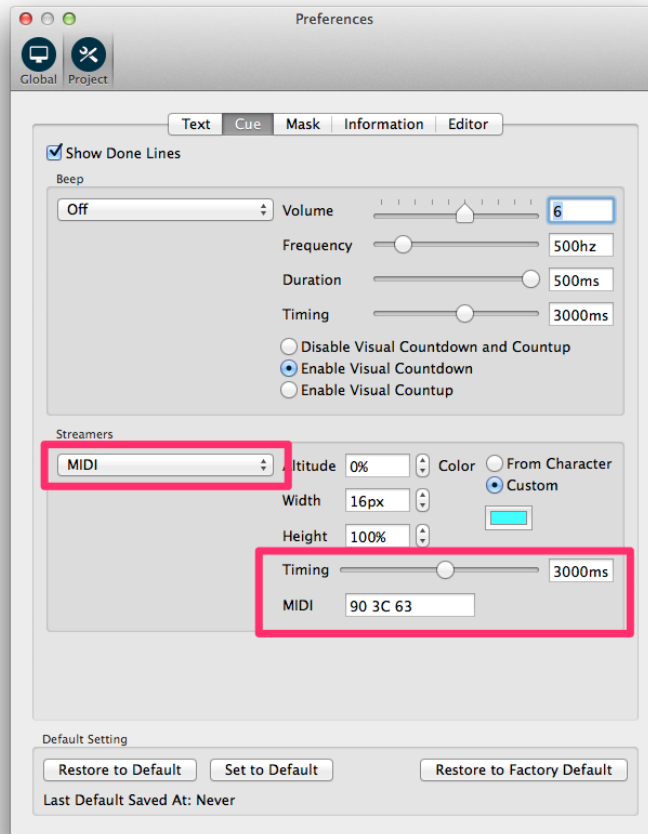 Preferences
Global Project
Text Cue Mask Information Editor
Show Done Lines
Beep
Off
Volume 6
Frequency 500hz
Duration 500ms
Timing 3000ms
Disable Visual Countdown and Countup
Enable Visual Countdown
Enable Visual Countup
Streamers
MIDI
Altitude 0% Color From Character
Custom
Width 16px
Height 100%
Timing 3000ms
MIDI 90 3C 63
Default Setting
Restore to Default Set to Default Restore to Factory Default
Last Default Saved At: Never